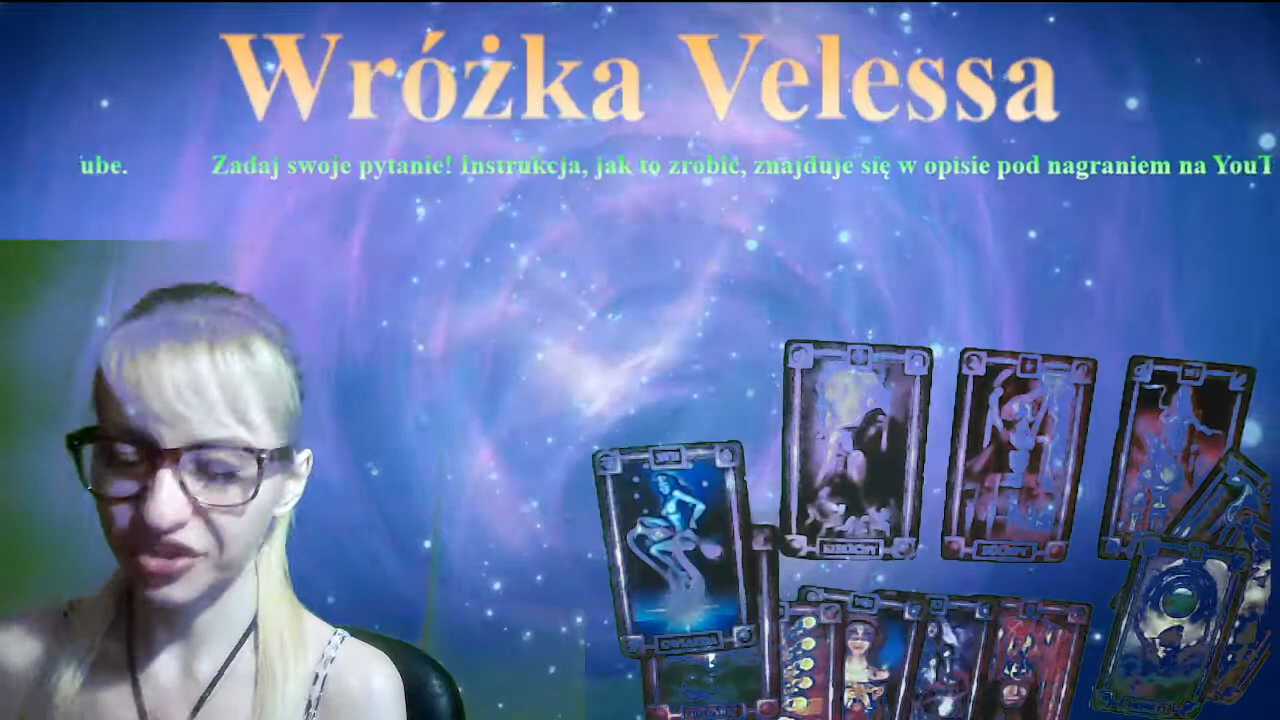 Wróżka Velessa
ube. Zadaj swoje pytanie! Instrukcja, jak to zrobić, znajduje się w opisie pod nagraniem na YouT